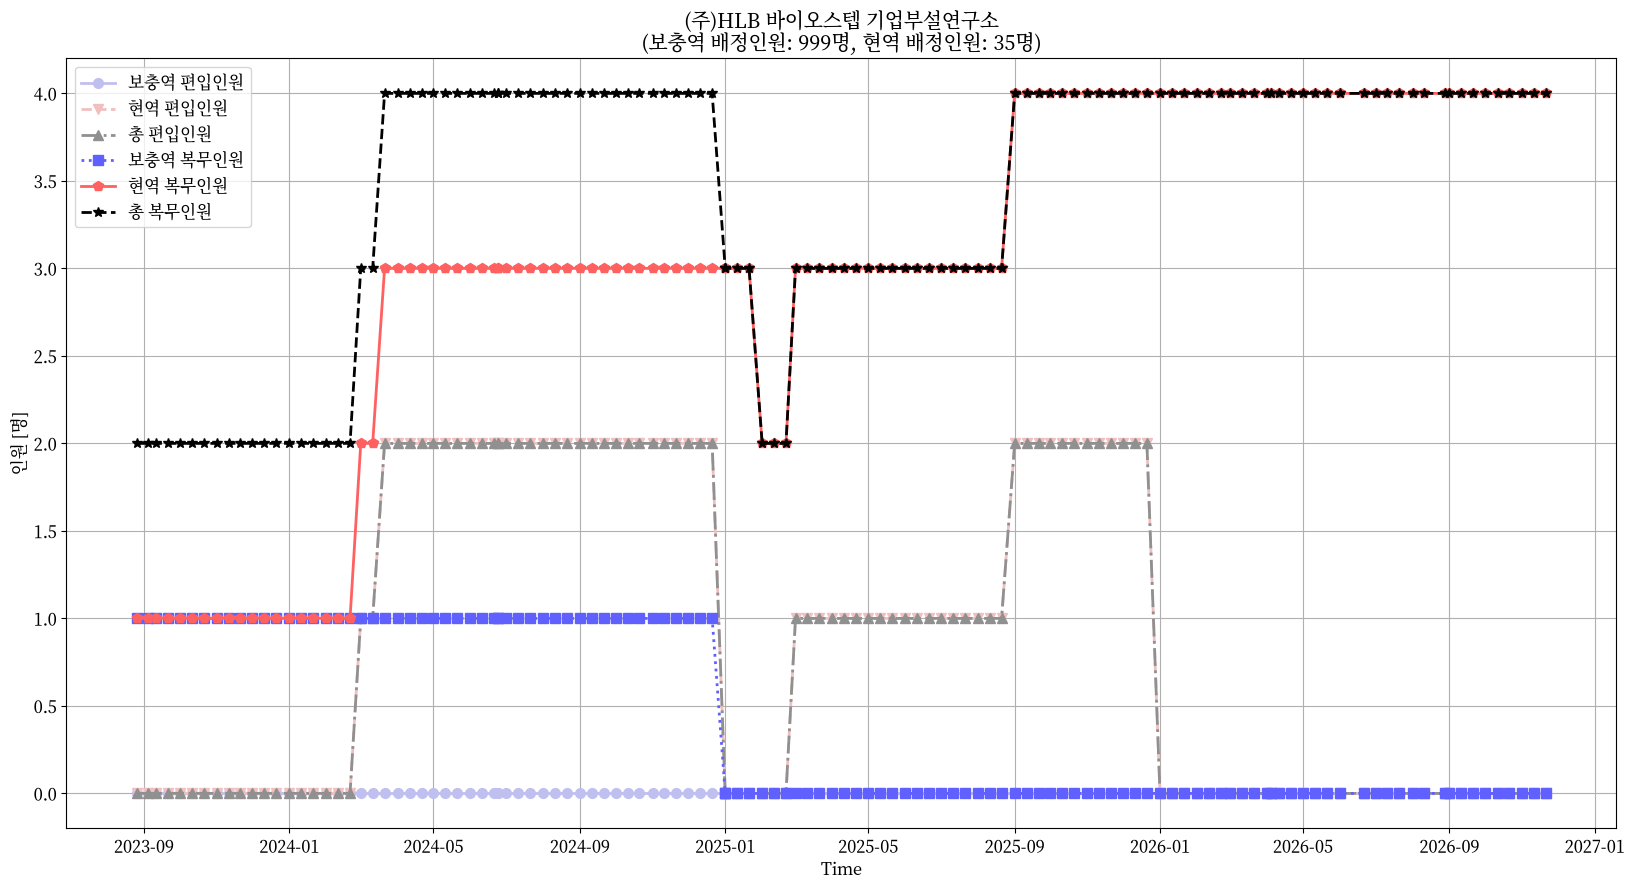 (주)HLB 바이오스텝 기업부설연구소
(보충역 배정인원: 999명, 현역 배정인원: 35명)
보충역 편입인원
현역 편입인원
총 편입인원
보충역 복무인원
현역 복무인원
총 복무인원
4.0
3.5
3.0
2.5
2.0
1.5
1.0
0.5
0.0
인원 [명]
2023-09
2024-01
2024-05
2024-09
2025-01
2025-05
2025-09
2026-01
2026-05
2026-09
2027-01
Time